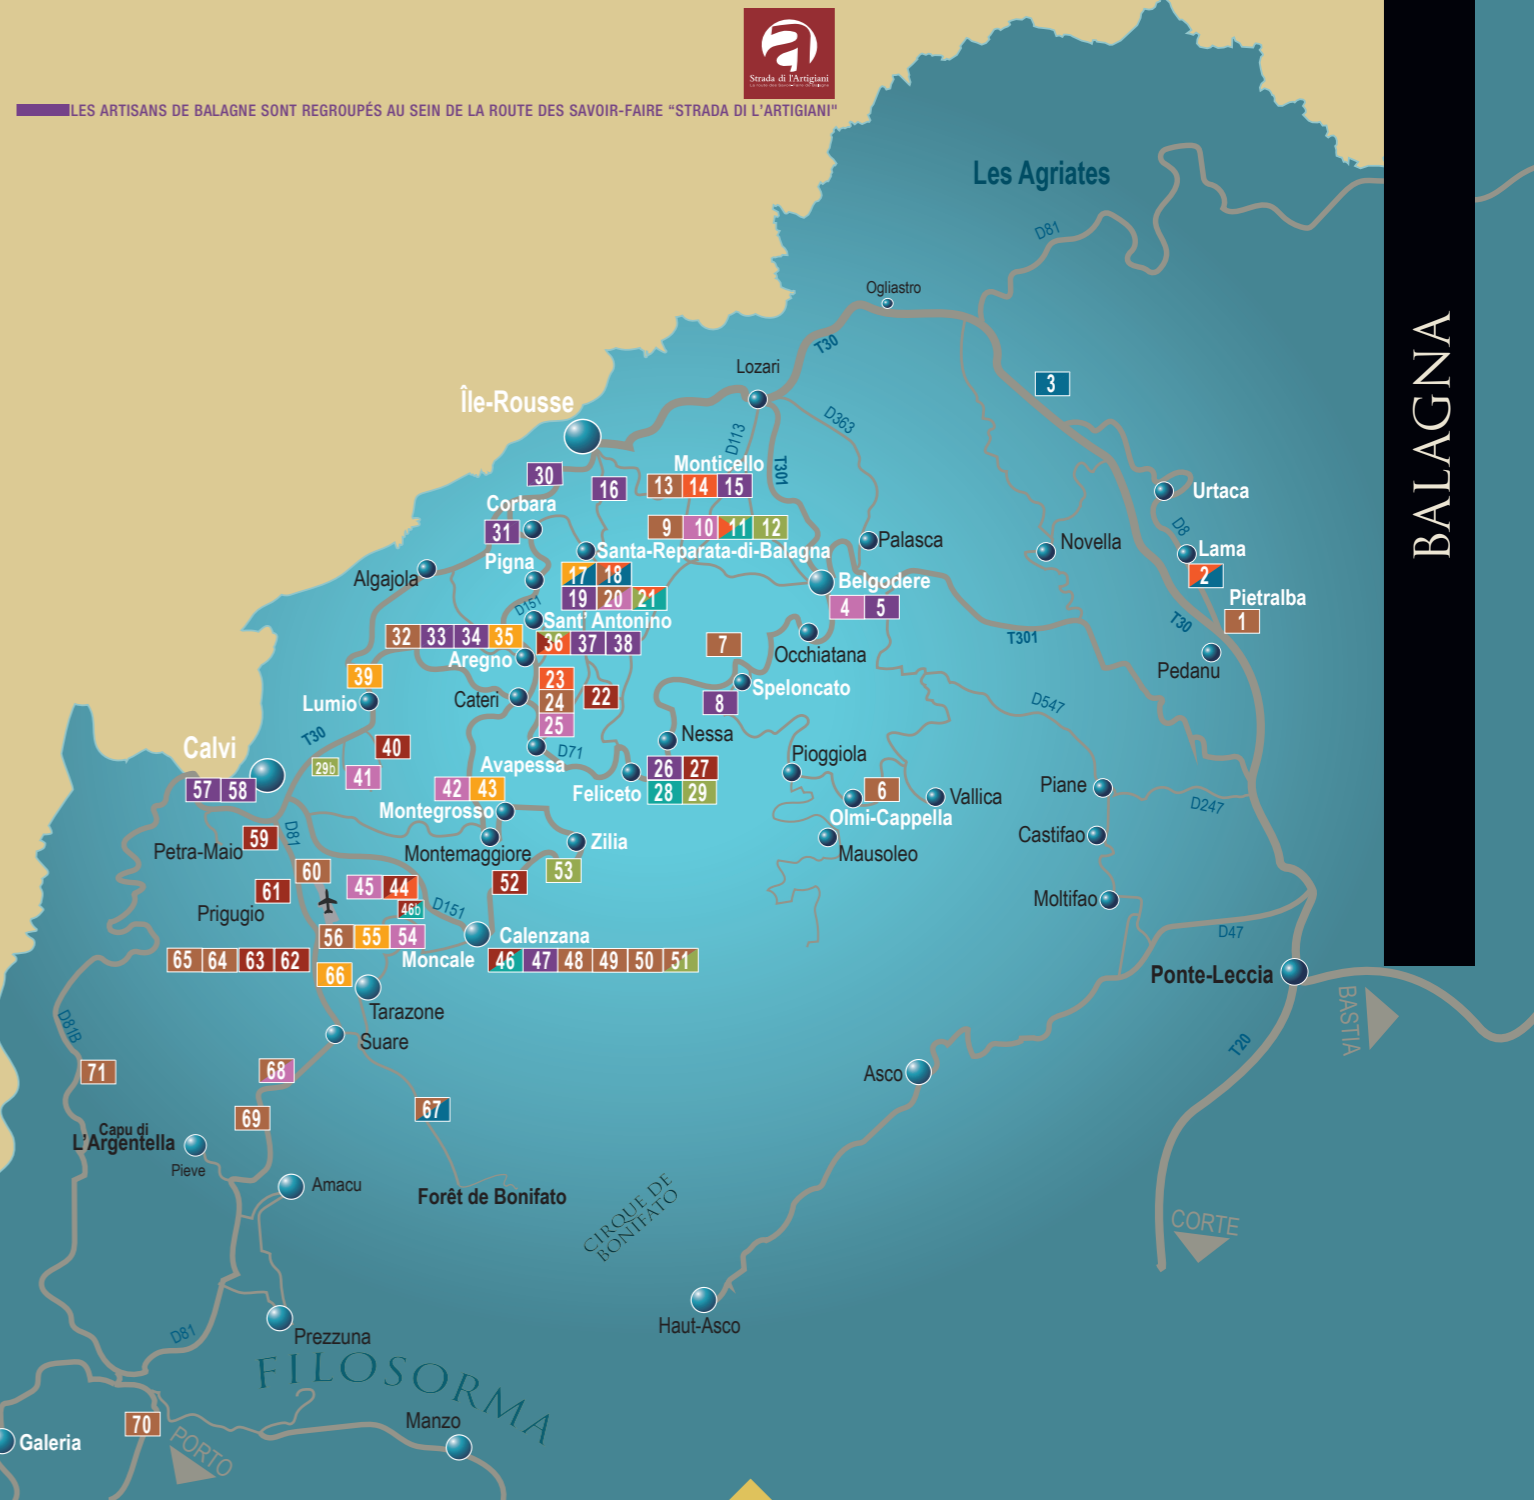 Strada di l'Artigiani
LES ARTISANS DE BALAGNE SONT REGROUPÉS AU SEIN DE LA ROUTE DES SAVOIR-FAIRE “STRADA DI L’ARTIGIANI"
BALAGNA
Les Agriates
D81
Ogliastro
T30
Lozari
3
Île-Rousse
D363
D113
T301
Monticello
30
16
13 14 15
Corbara
31
9 10 11 12
Urtaca
D8
Novella
Lama
2
Palasca
Santa-Reparata-di-Balagna
Pigna
Algajola
17 18
19 20 21
D151
Belgodere
4 5
Pietralba
1
T30
Sant' Antonino
32 33 34 35
36 37 38
7
T301
Aregno
Occhiatana
Pedanu
39
23
24
25
22
Speloncato
8
Lumio
Cateri
D547
T30
Calvi
40
29b
41
Nessa
D71
Avapessa
Pioggiola
57 58
42 43
26 27
28 29
Feliceto
6
Vallica
Piane
D247
Olmi-Cappella
Montegrosso
D81
59
Petra-Maio
Zilia
Montemaggiore
Mausoleo
Castifao
60
53
52
61
45 44
46b
D151
Prigugio
Moltifao
56 55 54
Calenzana
D47
65 64 63 62
Moncale
46 47 48 49 50 51
66
Ponte-Leccia
Tarazone
D81B
Suare
BASTIA
T20
71
68
Asco
69
67
Capu di
L'Argentella
Pieve
Amacu
Forêt de Bonifato
CIRQUE DE
BONIFATO
CORTE
Haut-Asco
Prezzuna
D81
FILOSORMA
Manzo
70
PORTO
Galeria